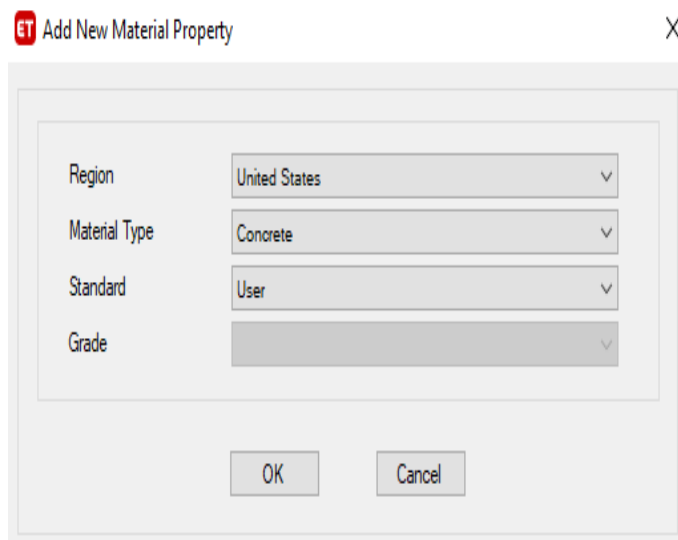 ET Add New Material Property
Region United States
Material Type Concrete
Standard User
Grade
OK Cancel